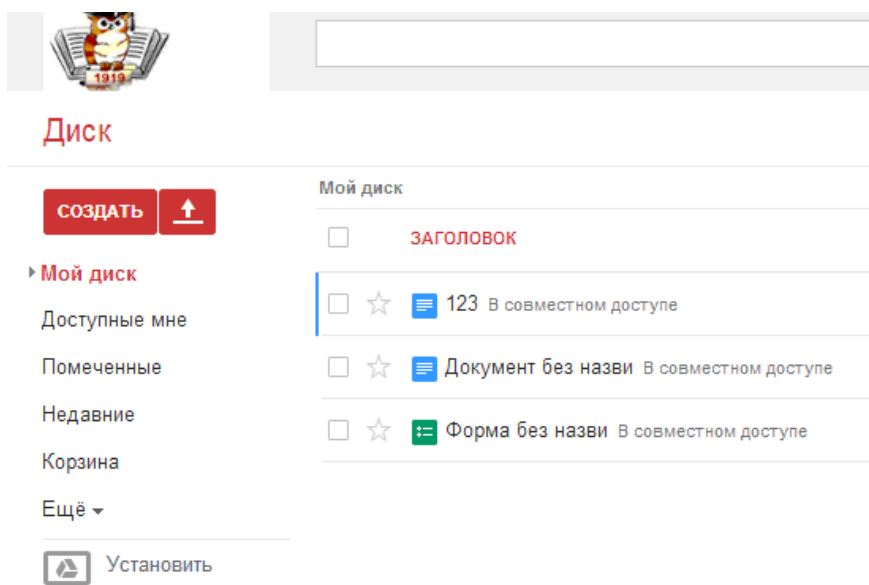 1919
Диск
СОЗДАТЬ
Мой диск
Доступные мне
Помеченные
Недавние
Корзина
Ещё
Установить
Мой диск
ЗАГОЛОВОК
123 В совместном доступе
Документ без назви В совместном доступе
Форма без назви В совместном доступе